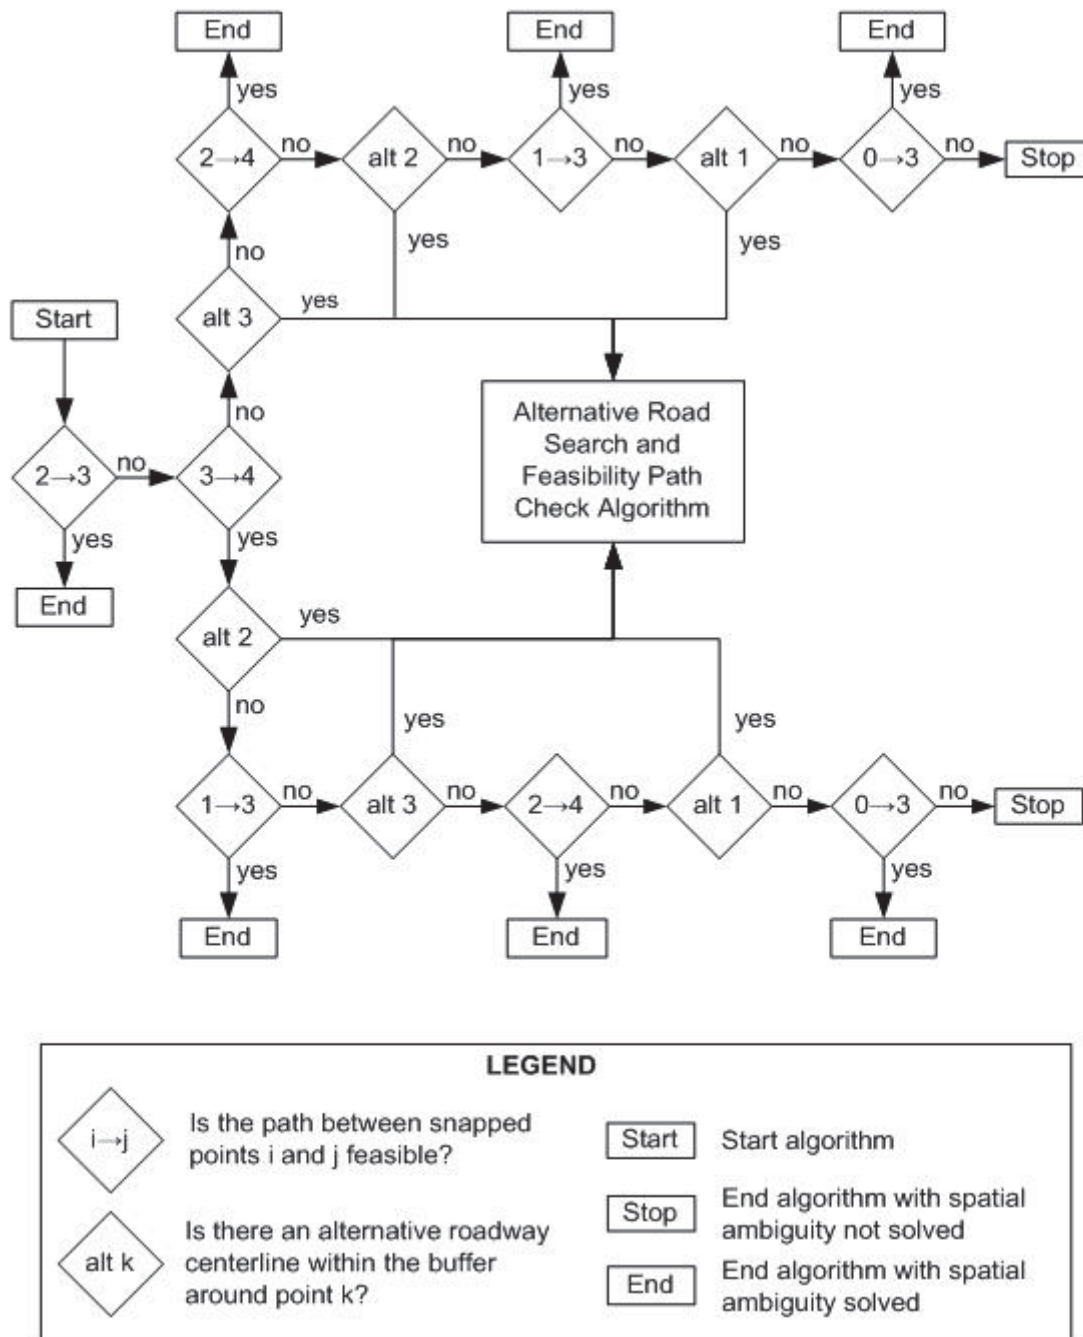 End
End
End
yes
yes
yes
2→4
no
alt 2
no
1→3
no
alt 1
no
0→3
no
Stop
no
yes
yes
alt 3
yes
Start
no
Alternative Road
Search and
Feasibility Path
Check Algorithm
2→3
no
3→4
yes
yes
End
alt 2
yes
no
yes
yes
1→3
no
alt 3
no
2→4
no
alt 1
no
0→3
no
Stop
yes
yes
yes
End
End
End
LEGEND
i→j
Is the path between snapped
points i and j feasible?
alt k
Is there an alternative roadway
centerline within the buffer
around point k?
Start
Start algorithm
Stop
End algorithm with spatial
ambiguity not solved
End
End algorithm with spatial
ambiguity solved